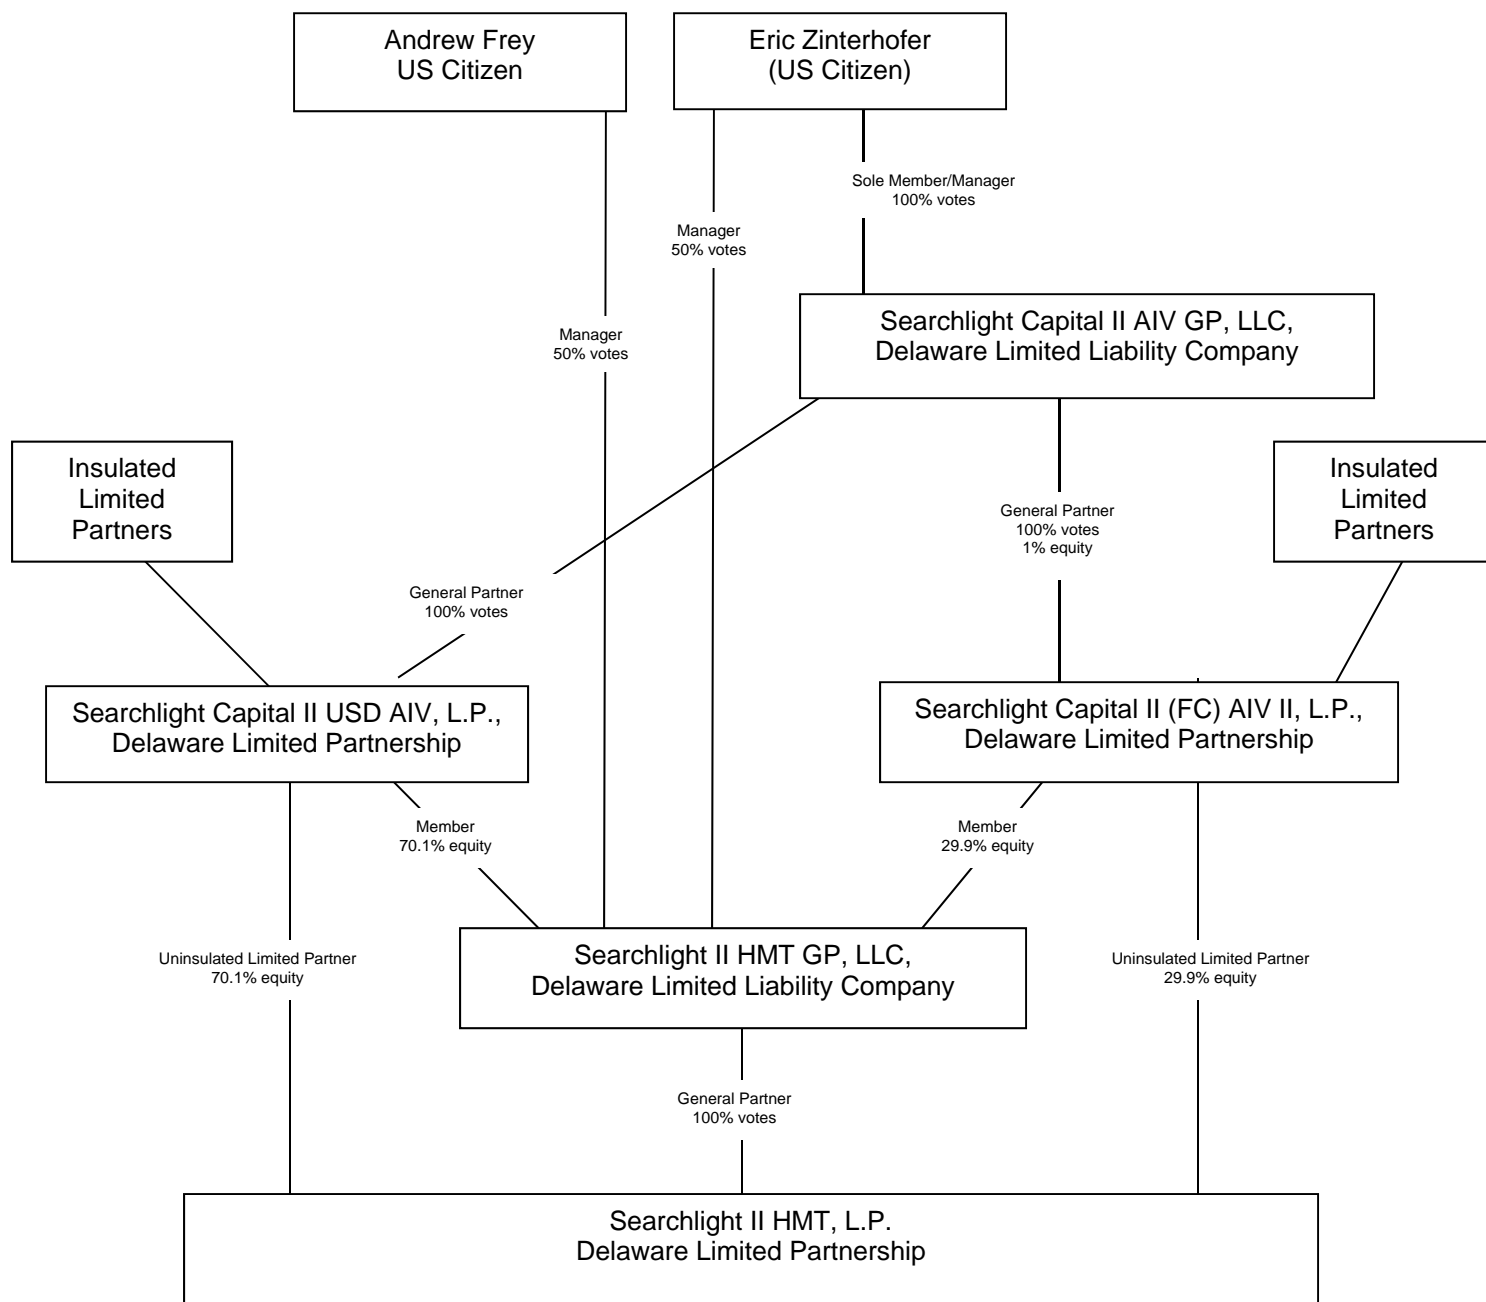 Andrew Frey
US Citizen
Eric Zinterhofer
(US Citizen)
Sole Member/Manager
100% votes
Manager
50% votes
Manager
50% votes
Searchlight Capital II AIV GP, LLC,
Delaware Limited Liability Company
Insulated
Limited
Partners
Insulated
Limited
Partners
General Partner
100% votes
1% equity
General Partner
100% votes
Searchlight Capital II USD AIV, L.P.,
Delaware Limited Partnership
Searchlight Capital II (FC) AIV II, L.P.,
Delaware Limited Partnership
Member
70.1% equity
Member
29.9% equity
Uninsulated Limited Partner
70.1% equity
Searchlight II HMT GP, LLC,
Delaware Limited Liability Company
Uninsulated Limited Partner
29.9% equity
General Partner
100% votes
Searchlight II HMT, L.P.
Delaware Limited Partnership